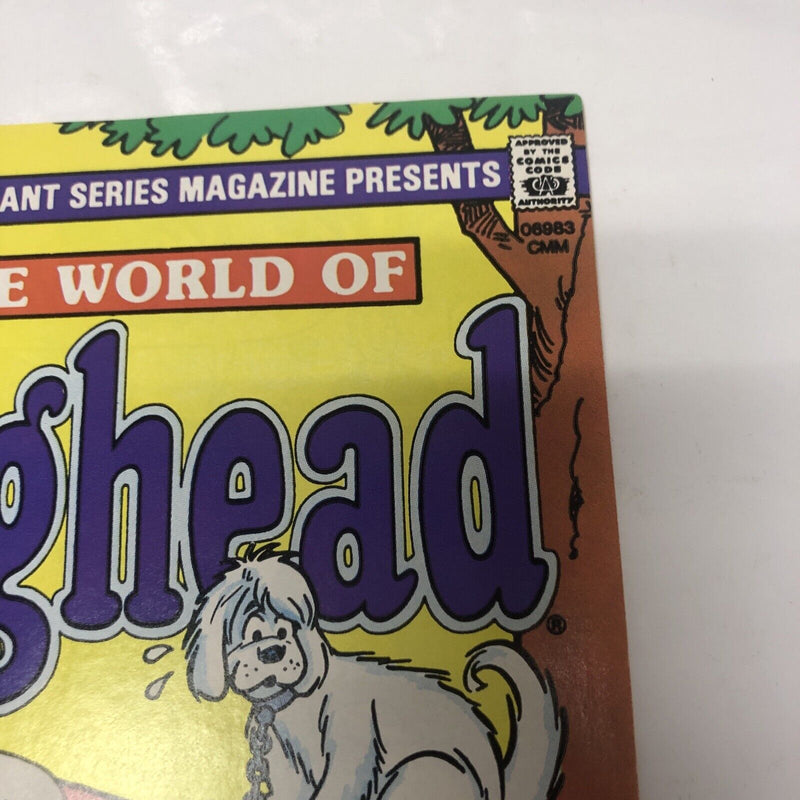 ANT SERIES MAGAZINE PRESENTS
APPROVED
BY THE
COMICS
CODE
CA
AUTHORITY
06983
CMM
E WORLD OF
ghead
®